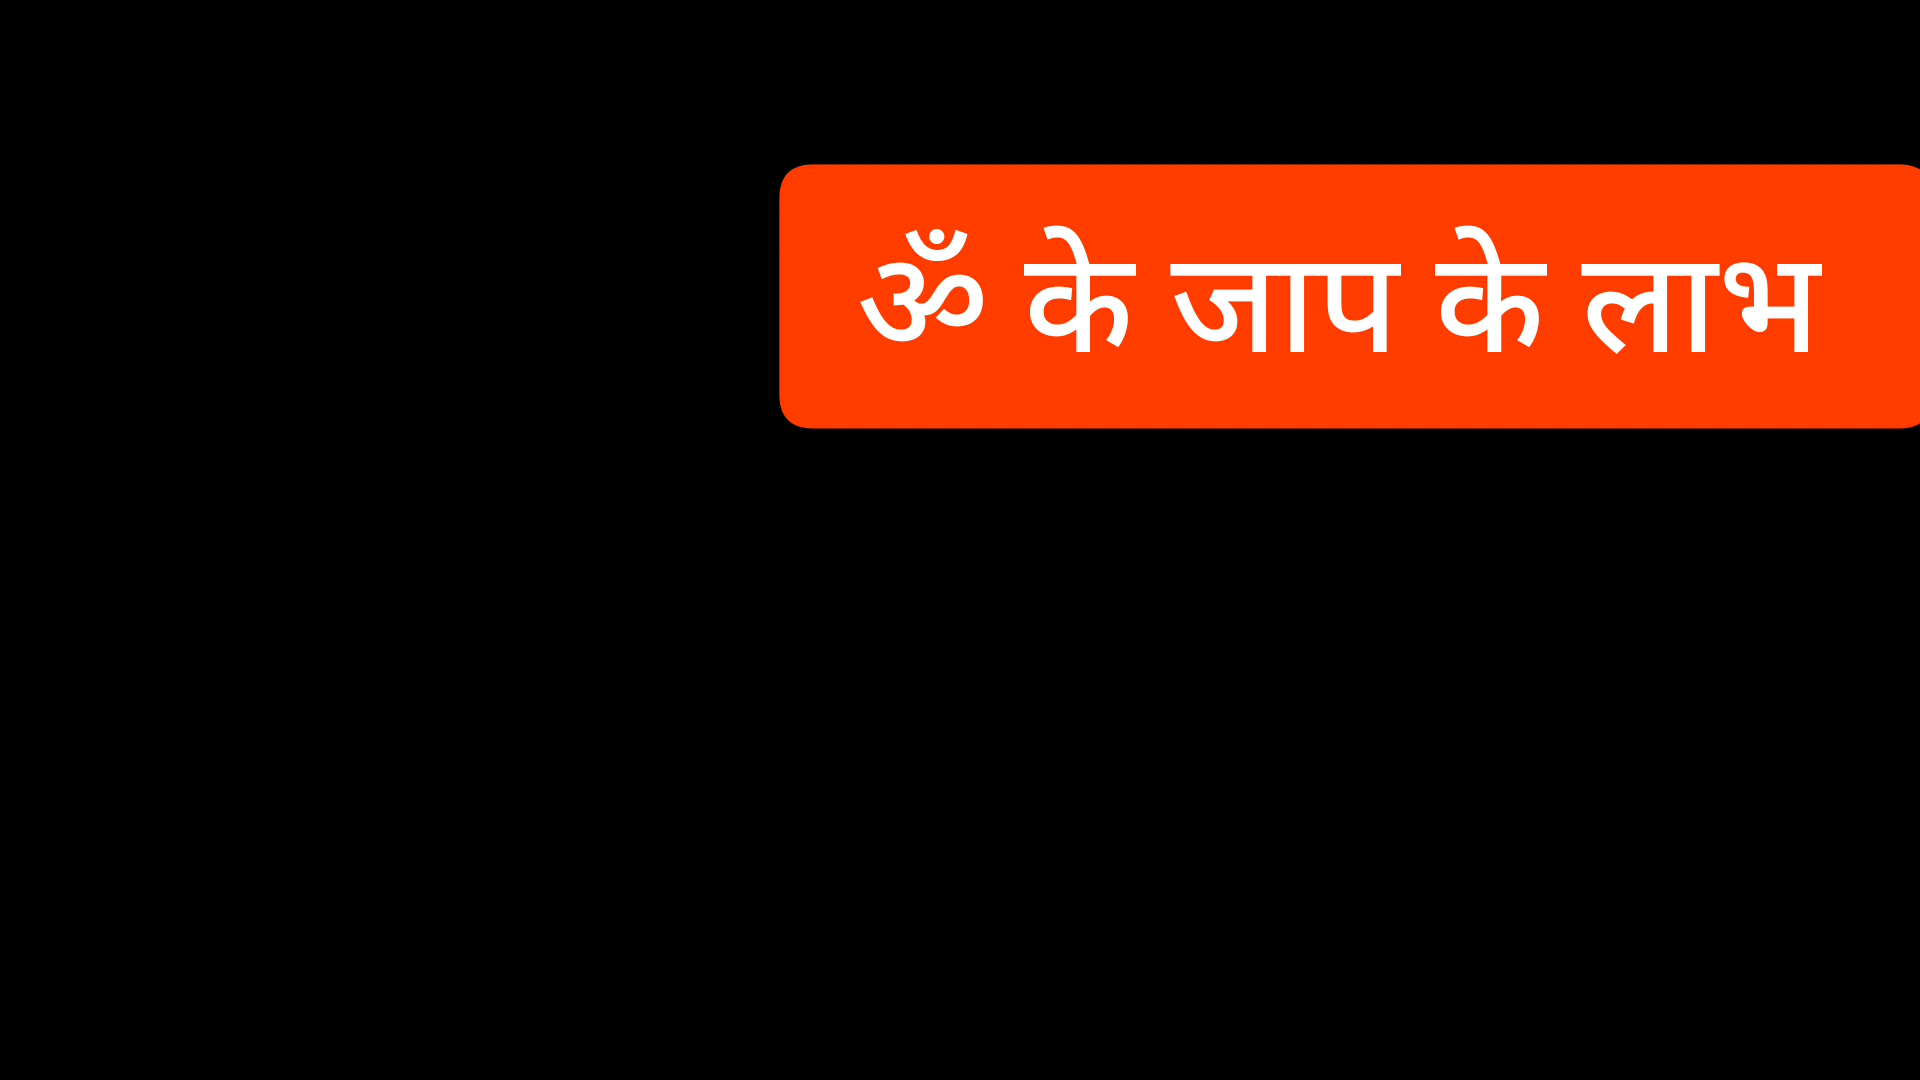 ॐ के जाप के लाभ